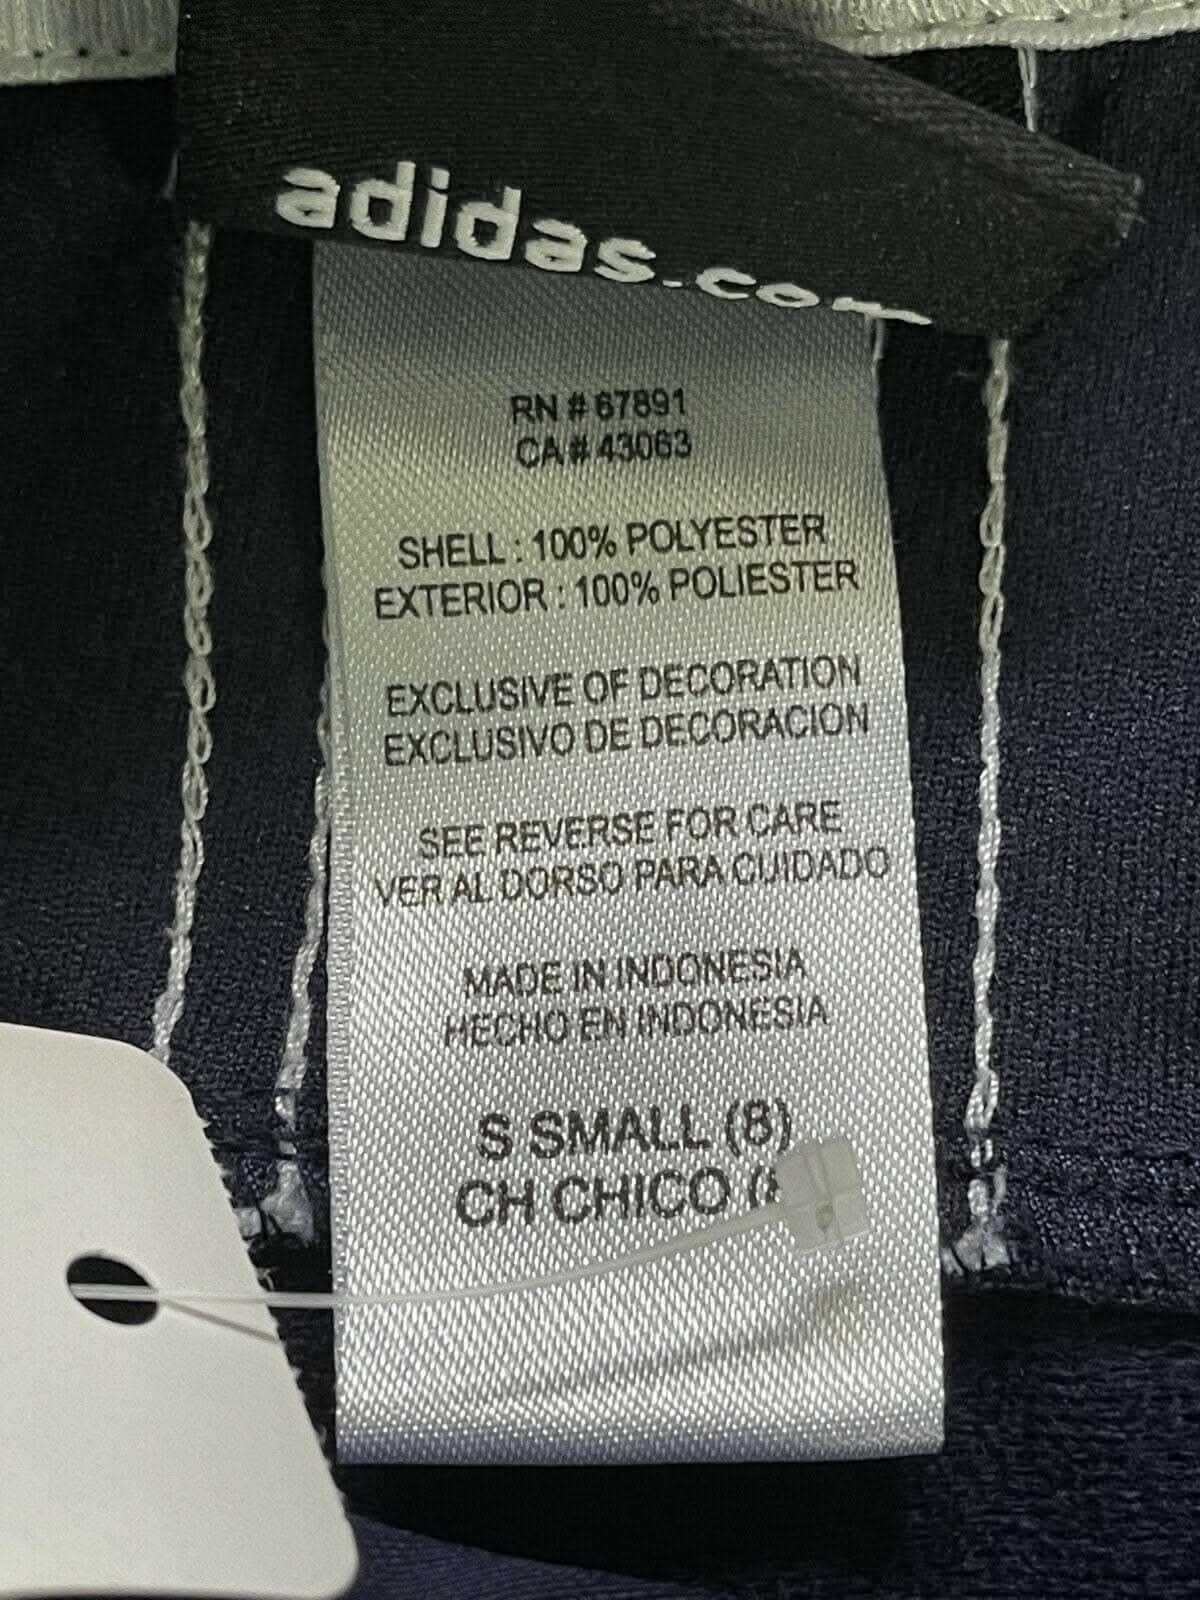 adidas.com
RN # 67891
CA # 43063
SHELL : 100% POLYESTER
EXTERIOR : 100% POLIESTER
EXCLUSIVE OF DECORATION
EXCLUSIVO DE DECORACION
SEE REVERSE FOR CARE
VER AL DORSO PARA CUIDADO
MADE IN INDONESIA
HECHO EN INDONESIA
S SMALL (8)
CH CHICO